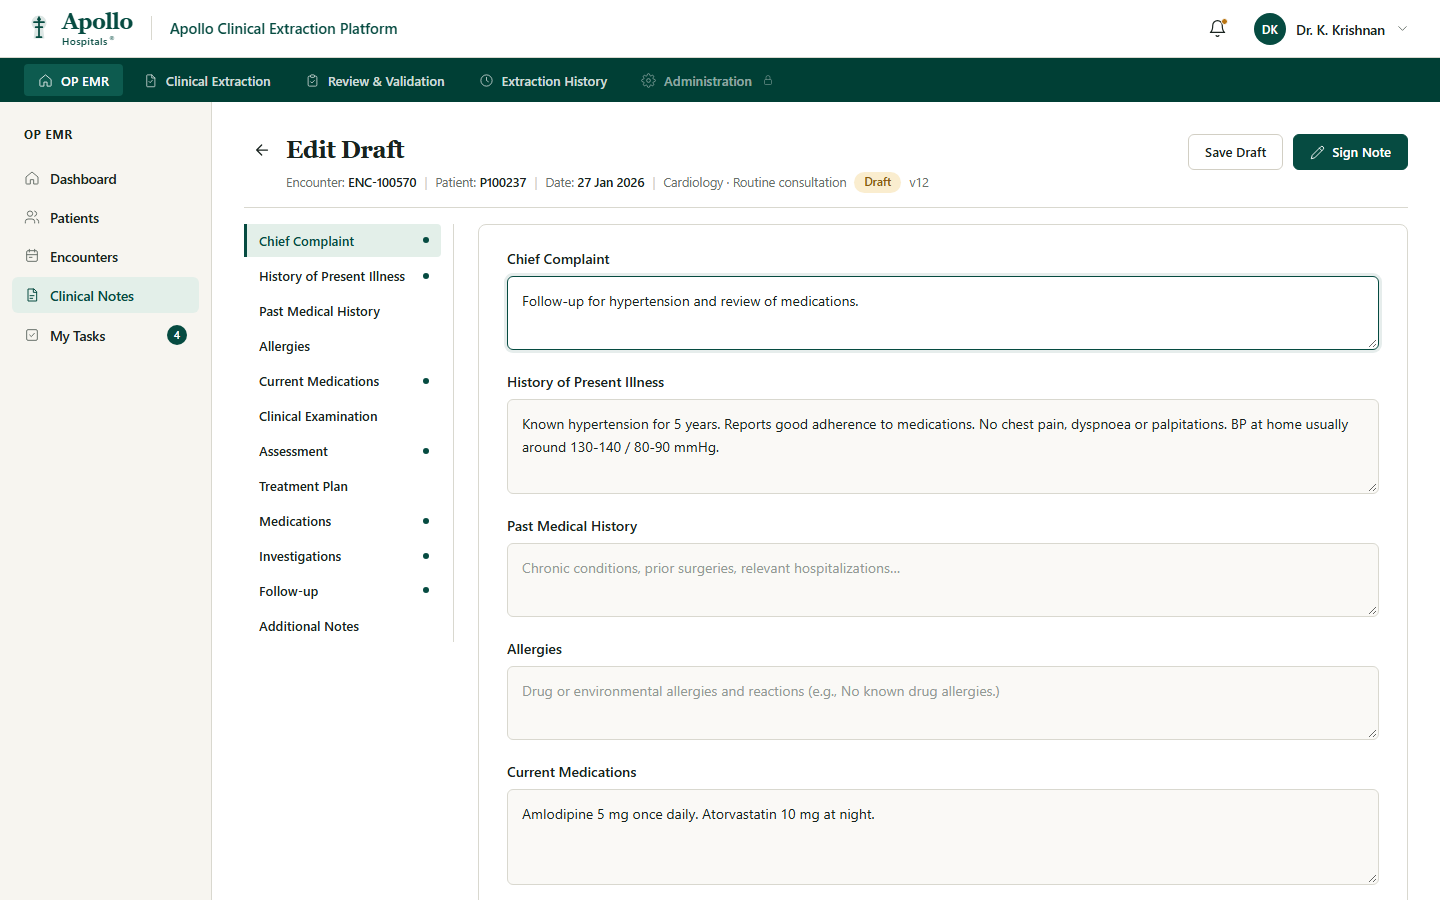 Apollo
Hospitals
Apollo Clinical Extraction Platform
DK
Dr. K. Krishnan
OP EMR
Clinical Extraction
Review & Validation
Extraction History
Administration
OP EMR
Dashboard
Patients
Encounters
Clinical Notes
My Tasks
4
Edit Draft
Save Draft
Sign Note
Encounter: ENC-100570 | Patient: P100237 | Date: 27 Jan 2026 | Cardiology · Routine consultation Draft v12
Chief Complaint
History of Present Illness
Past Medical History
Allergies
Current Medications
Clinical Examination
Assessment
Treatment Plan
Medications
Investigations
Follow-up
Additional Notes
Chief Complaint
Follow-up for hypertension and review of medications.
History of Present Illness
Known hypertension for 5 years. Reports good adherence to medications. No chest pain, dyspnoea or palpitations. BP at home usually
around 130-140 / 80-90 mmHg.
Past Medical History
Chronic conditions, prior surgeries, relevant hospitalizations...
Allergies
Drug or environmental allergies and reactions (e.g., No known drug allergies.)
Current Medications
Amlodipine 5 mg once daily. Atorvastatin 10 mg at night.